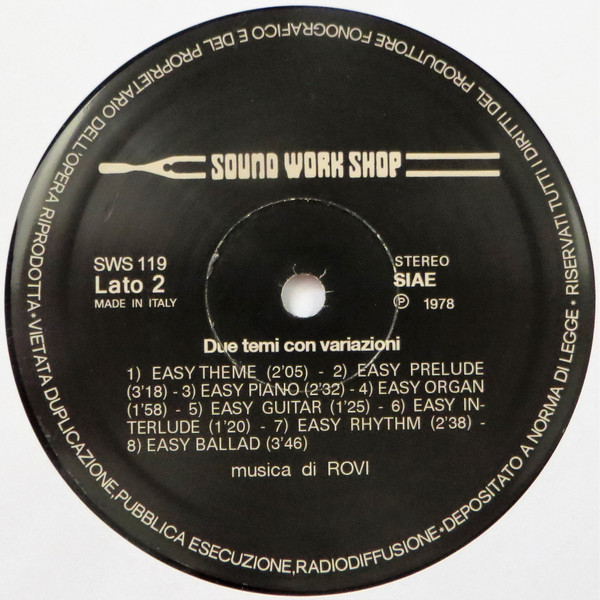 SOUND WORK SHOP
SWS 119
Lato 2
MADE IN ITALY
STEREO
SIAE
Ⓟ 1978
Due temi con variazioni
1) EASY THEME (2'05) - 2) EASY PRELUDE
(3'18) - 3) EASY PIANO (2'32) - 4) EASY ORGAN
(1'58) - 5) EASY GUITAR (1'25) - 6) EASY IN-
TERLUDE (1'20) - 7) EASY RHYTHM (2'38) -
8) EASY BALLAD (3'46)
musica di ROVI
RISERVATI TUTTI I DIRITTI DEL PRODUTTORE FONOGRAFICO E DEL PROPRIETARIO DELL'OPERA RIPRODOTTA • VIETATA DUPLICAZIONE, PUBBLICA ESECUZIONE, RADIODIFFUSIONE • DEPOSITATO A NORMA DI LEGGE •